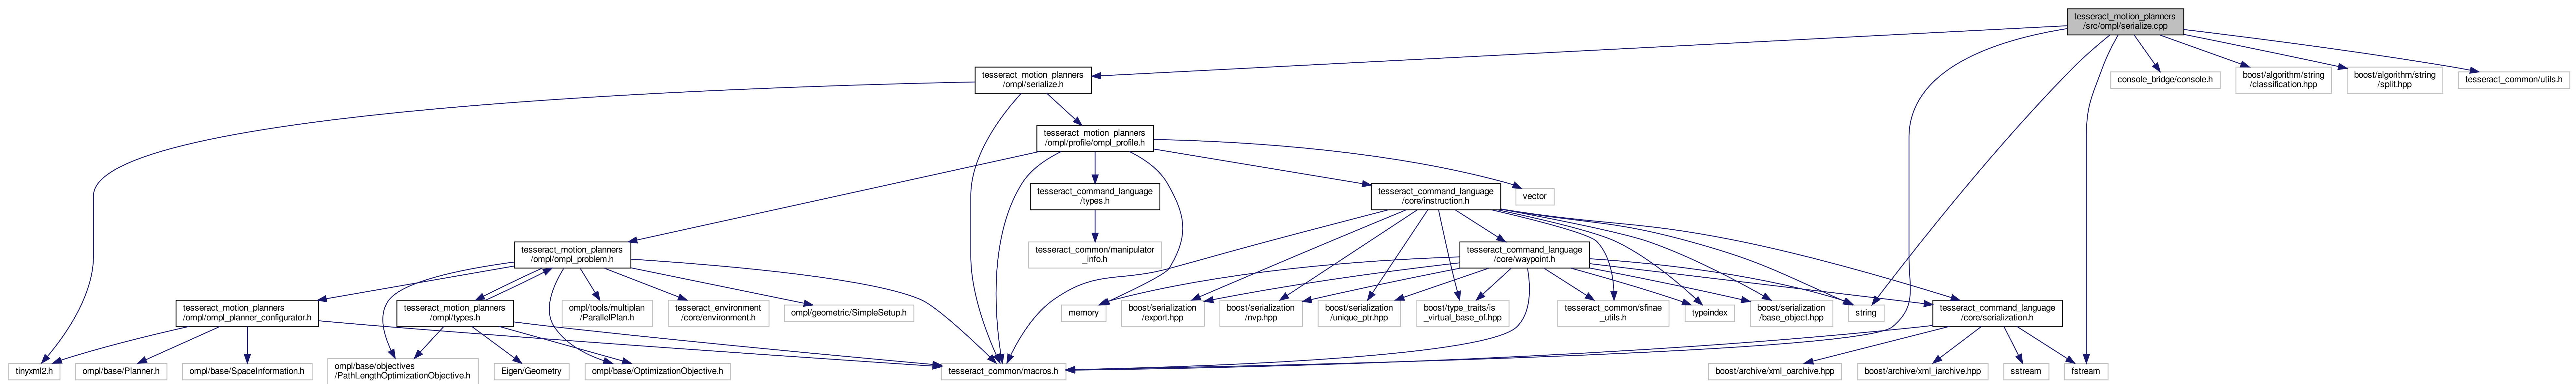 tesseract_motion_planners
/src/ompl/serialize.cpp
tesseract_motion_planners
/ompl/serialize.h
console_bridge/console.h
boost/algorithm/string
/classification.hpp
boost/algorithm/string
/split.hpp
tesseract_common/utils.h
tesseract_motion_planners
/ompl/profile/ompl_profile.h
tesseract_command_language
/types.h
tesseract_command_language
/core/instruction.h
vector
tesseract_motion_planners
/ompl/ompl_problem.h
tesseract_common/manipulator
_info.h
tesseract_command_language
/core/waypoint.h
tesseract_motion_planners
/ompl/ompl_planner_configurator.h
tesseract_motion_planners
/ompl/types.h
ompl/tools/multiplan
/ParallelPlan.h
tesseract_environment
/core/environment.h
ompl/geometric/SimpleSetup.h
memory
boost/serialization
/export.hpp
boost/serialization
/nvp.hpp
boost/serialization
/unique_ptr.hpp
boost/type_traits/is
_virtual_base_of.hpp
tesseract_common/sfinae
_utils.h
typeindex
boost/serialization
/base_object.hpp
string
tesseract_command_language
/core/serialization.h
tinyxml2.h
ompl/base/Planner.h
ompl/base/SpaceInformation.h
ompl/base/objectives
/PathLengthOptimizationObjective.h
Eigen/Geometry
ompl/base/OptimizationObjective.h
tesseract_common/macros.h
boost/archive/xml_oarchive.hpp
boost/archive/xml_iarchive.hpp
sstream
fstream